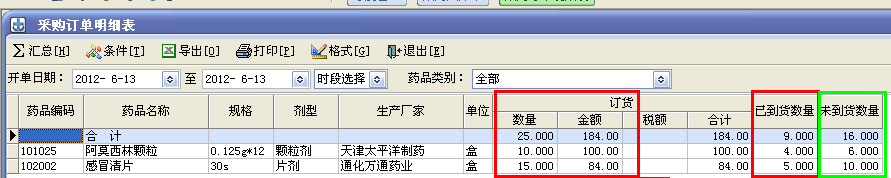 采购订单明细表
∑ 汇总[H] 条件[T] 导出[O] 打印[P] 格式[G] 退出[E]
开单日期： 2012- 6-13 至 2012- 6-13 时段选择 药品类别： 全部
药品编码 药品名称 规格 剂型 生产厂家 单位 订货 已到货数量 未到货数量
数量 金额 税额 合计
合 计 25.000 184.00 184.00 9.000 16.000
101025 阿莫西林颗粒 0.125g*12 颗粒剂 天津太平洋制药 盒 10.000 100.00 100.00 4.000 6.000
102002 感冒清片 30s 片剂 通化万通药业 盒 15.000 84.00 84.00 5.000 10.000